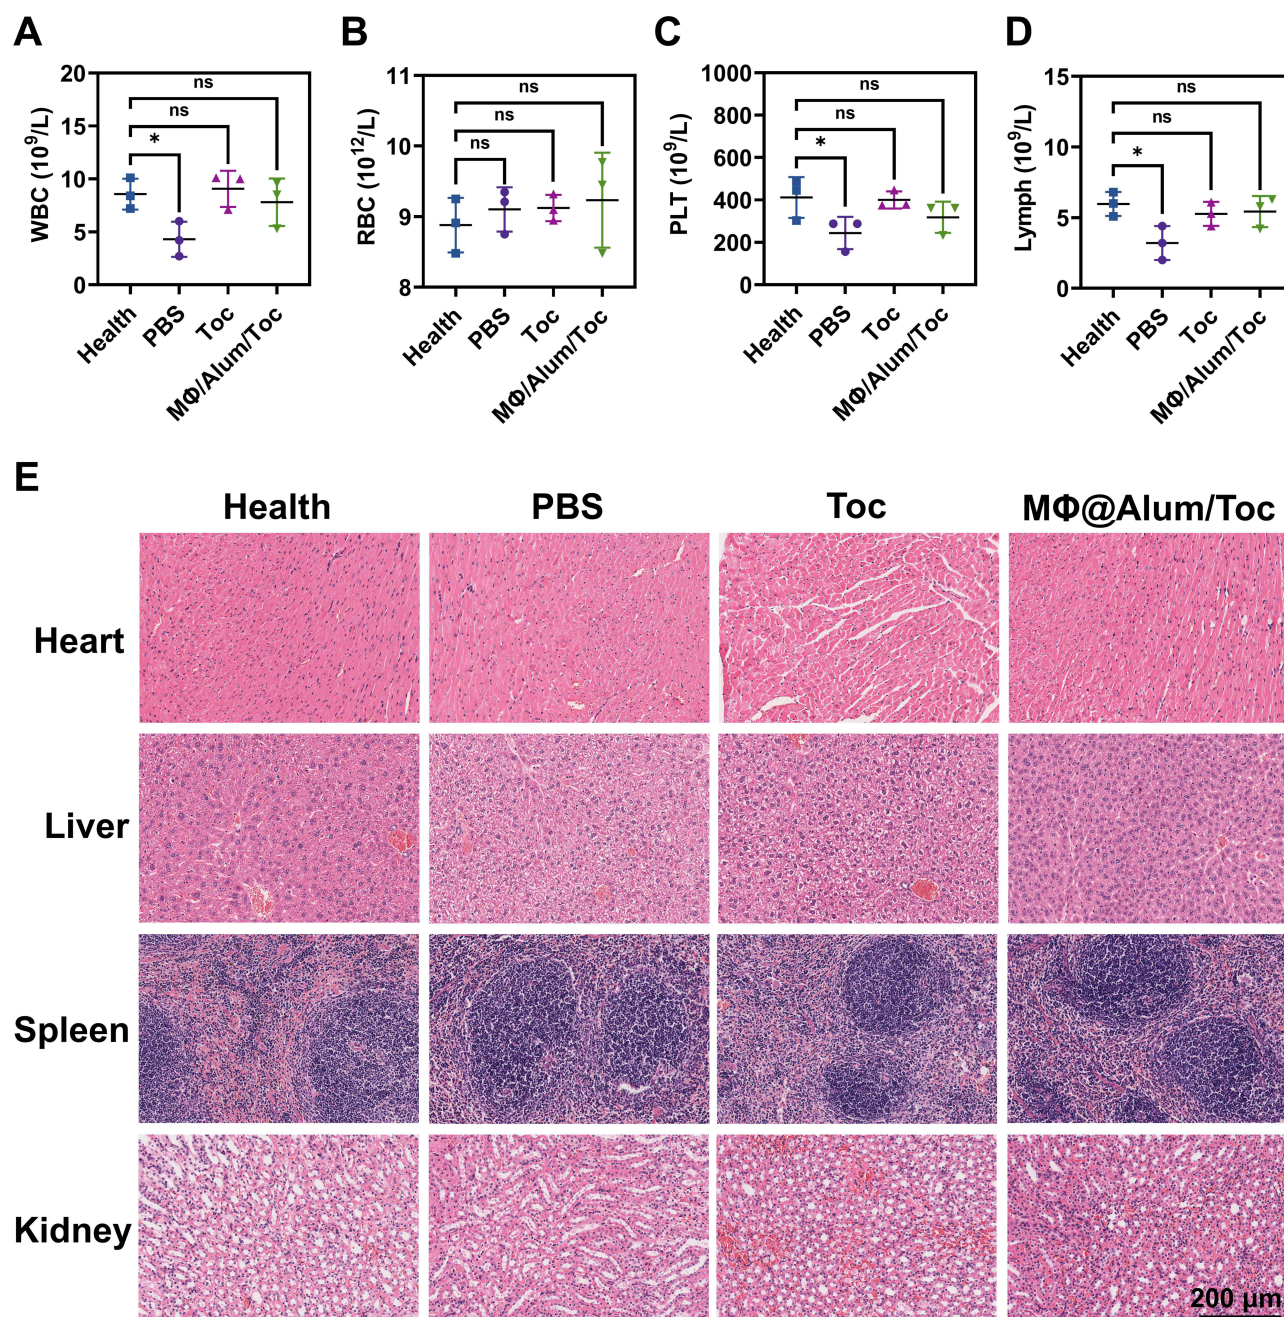 A
B
C
D
WBC (10⁹/L)
20
15
10
5
0
ns
ns
*
Health
PBS
Toc
MΦ/Alum/Toc
RBC (10¹²/L)
11
10
9
8
ns
ns
ns
Health
PBS
Toc
MΦ/Alum/Toc
PLT (10⁹/L)
1000
800
600
400
200
0
ns
ns
*
Health
PBS
Toc
MΦ/Alum/Toc
Lymph (10⁹/L)
15
10
5
0
ns
ns
*
Health
PBS
Toc
MΦ/Alum/Toc
E
Health
PBS
Toc
MΦ@Alum/Toc
Heart
Liver
Spleen
Kidney
200 μm